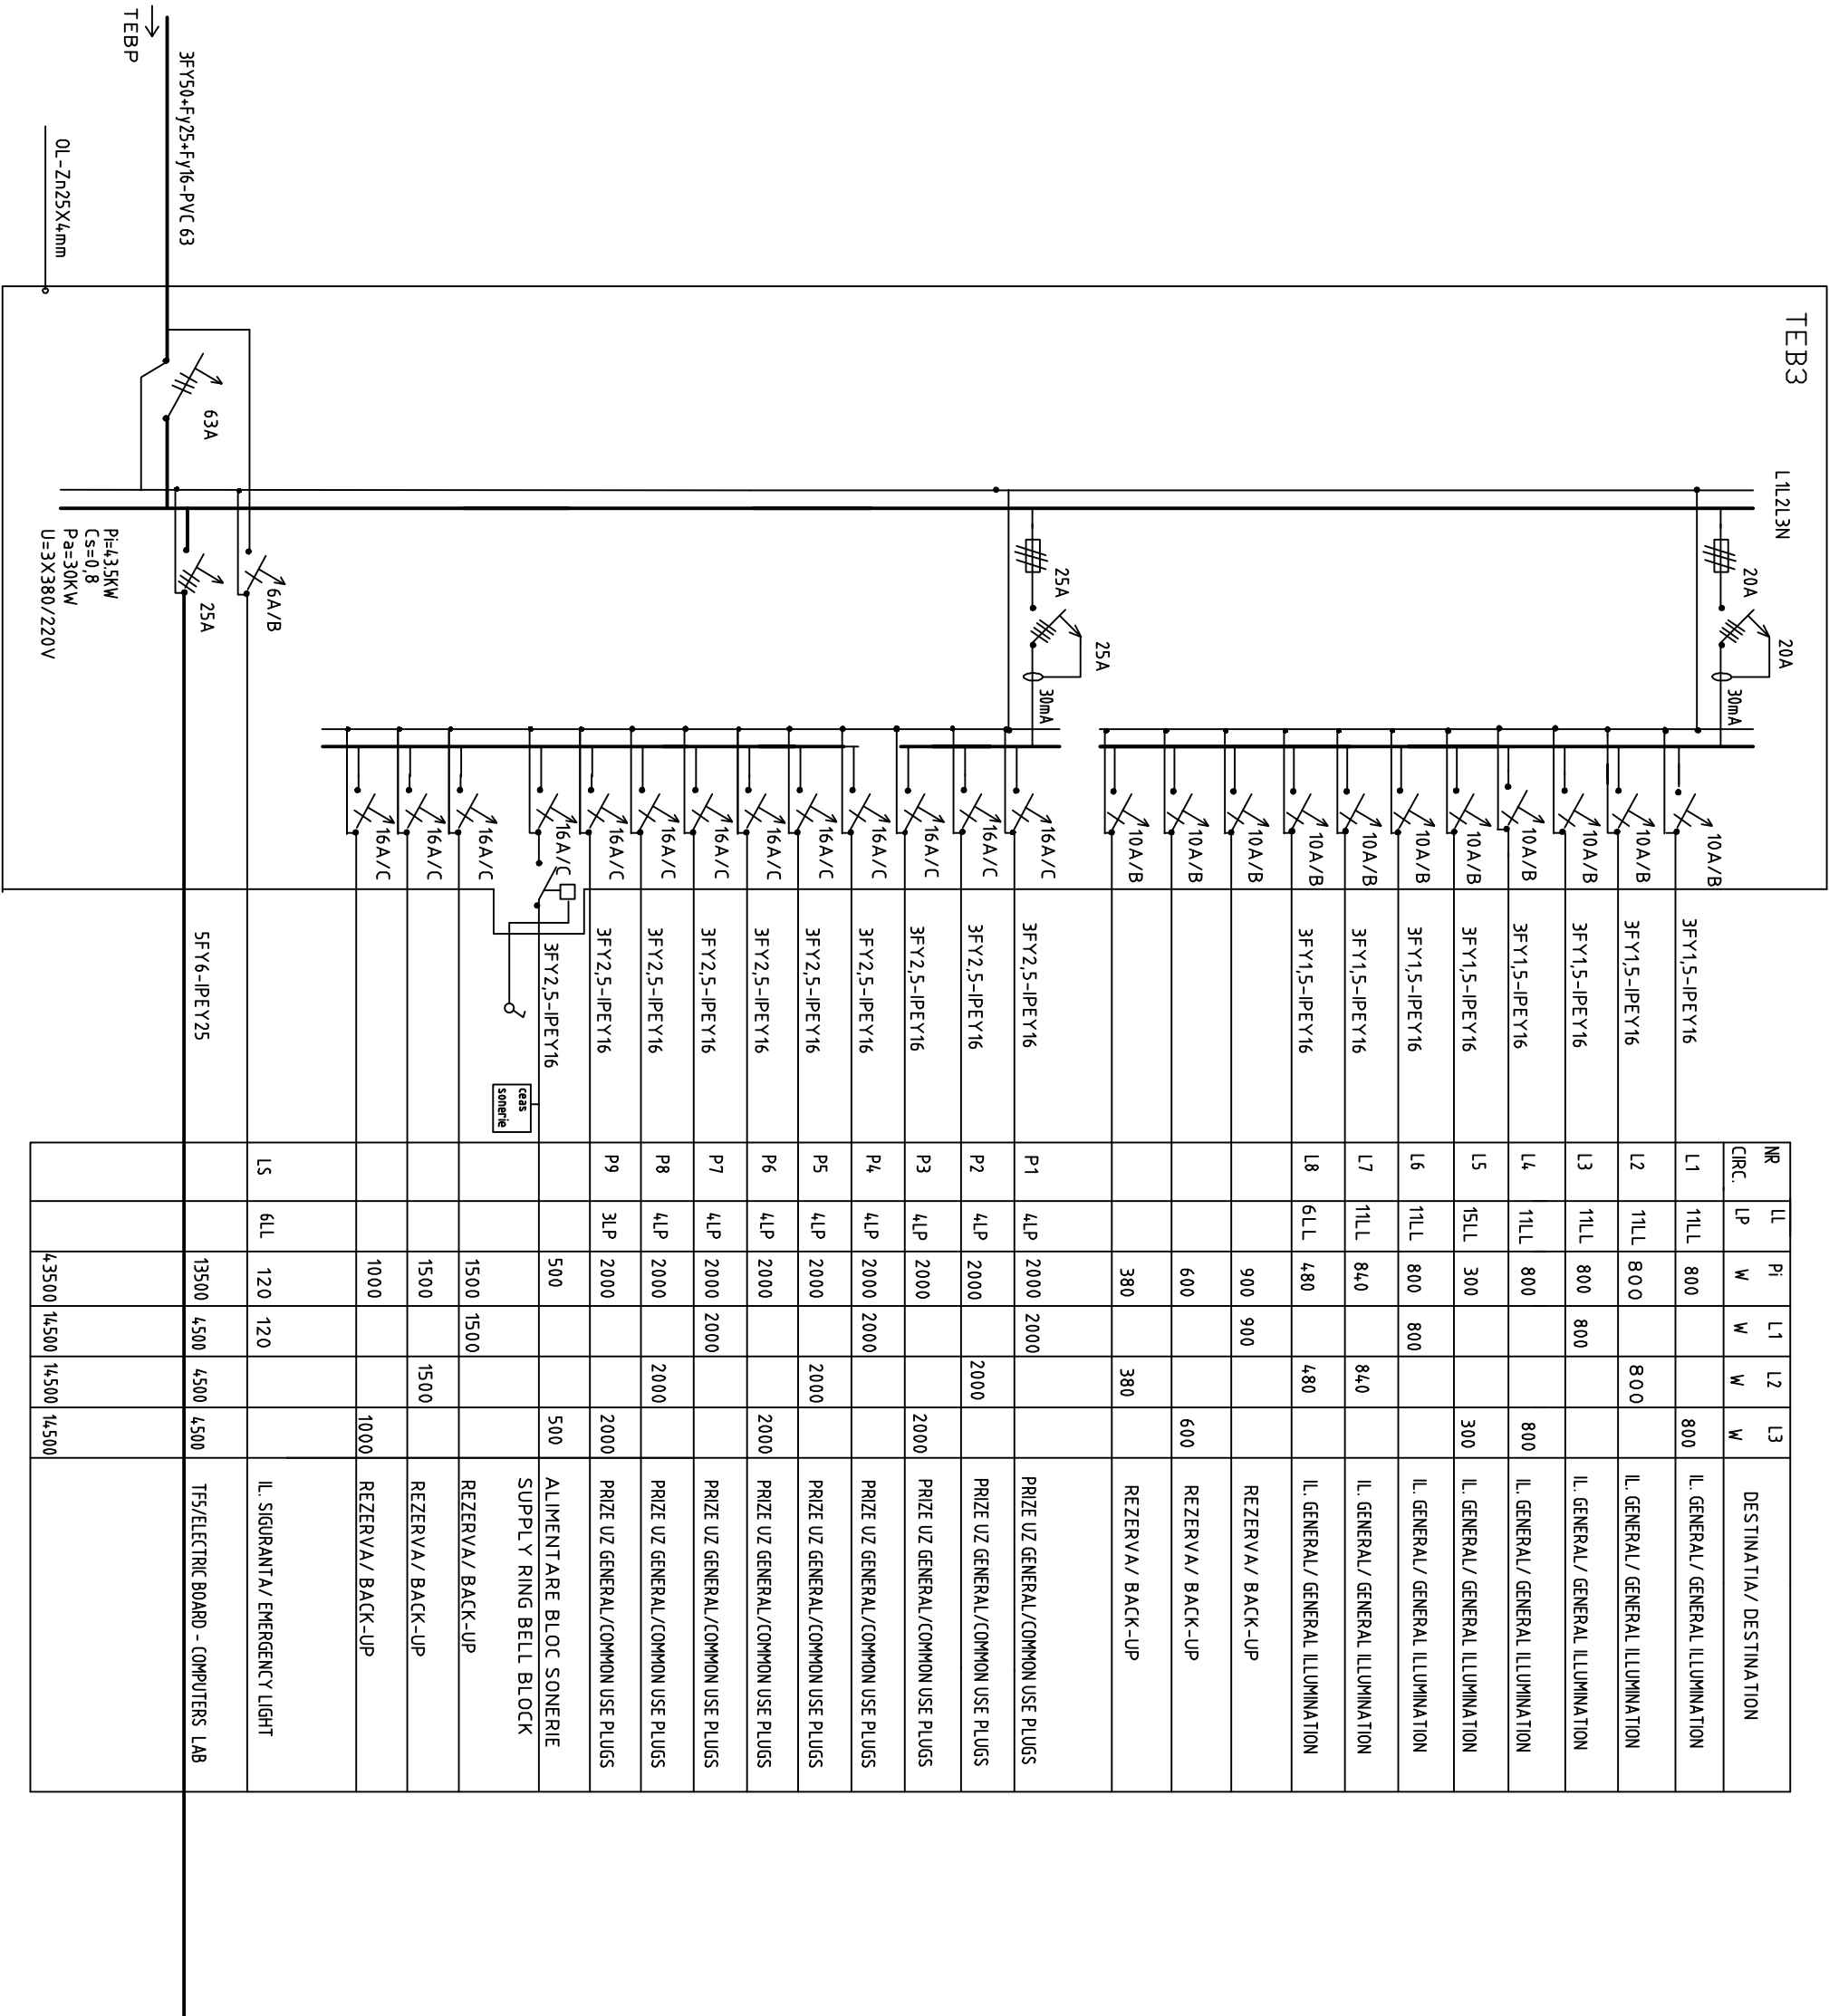 TEB3
L1L2L3N
TEBP
3FY50+Fy25+Fy16-PVC 63
OL-Zn25X4mm
63A
20A
20A
30mA
25A
25A
30mA
6A/B
25A
Pi=43.5KW
Cs=0,8
Pa=30KW
U=3X380/220V
10A/B
10A/B
10A/B
10A/B
10A/B
10A/B
10A/B
10A/B
10A/B
10A/B
10A/B
16A/C
16A/C
16A/C
16A/C
16A/C
16A/C
16A/C
16A/C
16A/C
16A/C
16A/C
16A/C
16A/C
3FY1,5-IPEY16
3FY1,5-IPEY16
3FY1,5-IPEY16
3FY1,5-IPEY16
3FY1,5-IPEY16
3FY1,5-IPEY16
3FY1,5-IPEY16
3FY1,5-IPEY16
3FY2,5-IPEY16
3FY2,5-IPEY16
3FY2,5-IPEY16
3FY2,5-IPEY16
3FY2,5-IPEY16
3FY2,5-IPEY16
3FY2,5-IPEY16
3FY2,5-IPEY16
3FY2,5-IPEY16
3FY2,5-IPEY16
5FY6-IPEY25
ceas
sonerie
NR CIRC. LL LP Pi W L1 W L2 W L3 W DESTINATIA/ DESTINATION
L1 11LL 800 800 IL. GENERAL/ GENERAL ILLUMINATION
L2 11LL 800 800 IL. GENERAL/ GENERAL ILLUMINATION
L3 11LL 800 800 IL. GENERAL/ GENERAL ILLUMINATION
L4 11LL 800 800 IL. GENERAL/ GENERAL ILLUMINATION
L5 15LL 300 300 IL. GENERAL/ GENERAL ILLUMINATION
L6 11LL 800 800 IL. GENERAL/ GENERAL ILLUMINATION
L7 11LL 840 840 IL. GENERAL/ GENERAL ILLUMINATION
L8 6LL 480 480 IL. GENERAL/ GENERAL ILLUMINATION
900 900 REZERVA/ BACK-UP
600 600 REZERVA/ BACK-UP
380 380 REZERVA/ BACK-UP
P1 4LP 2000 2000 PRIZE UZ GENERAL/COMMON USE PLUGS
P2 4LP 2000 2000 PRIZE UZ GENERAL/COMMON USE PLUGS
P3 4LP 2000 2000 PRIZE UZ GENERAL/COMMON USE PLUGS
P4 4LP 2000 2000 PRIZE UZ GENERAL/COMMON USE PLUGS
P5 4LP 2000 2000 PRIZE UZ GENERAL/COMMON USE PLUGS
P6 4LP 2000 2000 PRIZE UZ GENERAL/COMMON USE PLUGS
P7 4LP 2000 2000 PRIZE UZ GENERAL/COMMON USE PLUGS
P8 4LP 2000 2000 PRIZE UZ GENERAL/COMMON USE PLUGS
P9 3LP 2000 2000 PRIZE UZ GENERAL/COMMON USE PLUGS
500 500 ALIMENTARE BLOC SONERIE
SUPPLY RING BELL BLOCK
1500 1500 REZERVA/ BACK-UP
1500 1500 REZERVA/ BACK-UP
1000 1000 REZERVA/ BACK-UP
LS 6LL 120 120 IL. SIGURANTA/ EMERGENCY LIGHT
13500 4500 4500 4500 TF5/ELECTRIC BOARD - COMPUTERS LAB
43500 14500 14500 14500